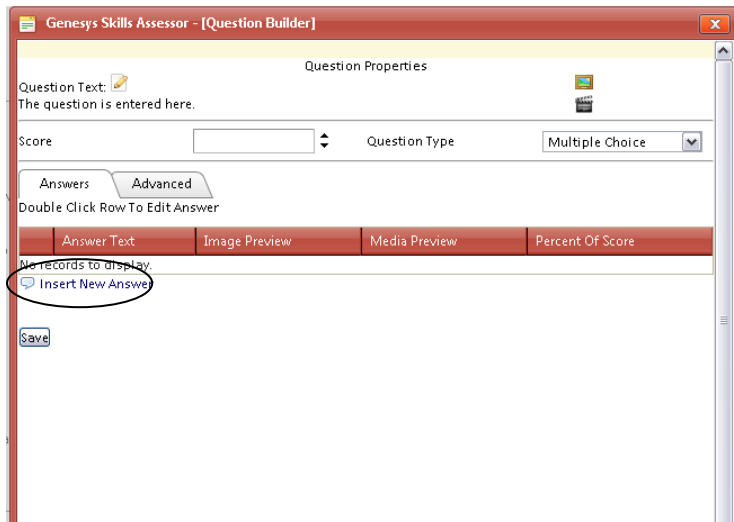 Genesys Skills Assessor - [Question Builder]
Question Properties
Question Text:
The question is entered here.
Score
Question Type
Multiple Choice
Answers
Advanced
Double Click Row To Edit Answer
Answer Text
Image Preview
Media Preview
Percent Of Score
No records to display.
Insert New Answer
Save